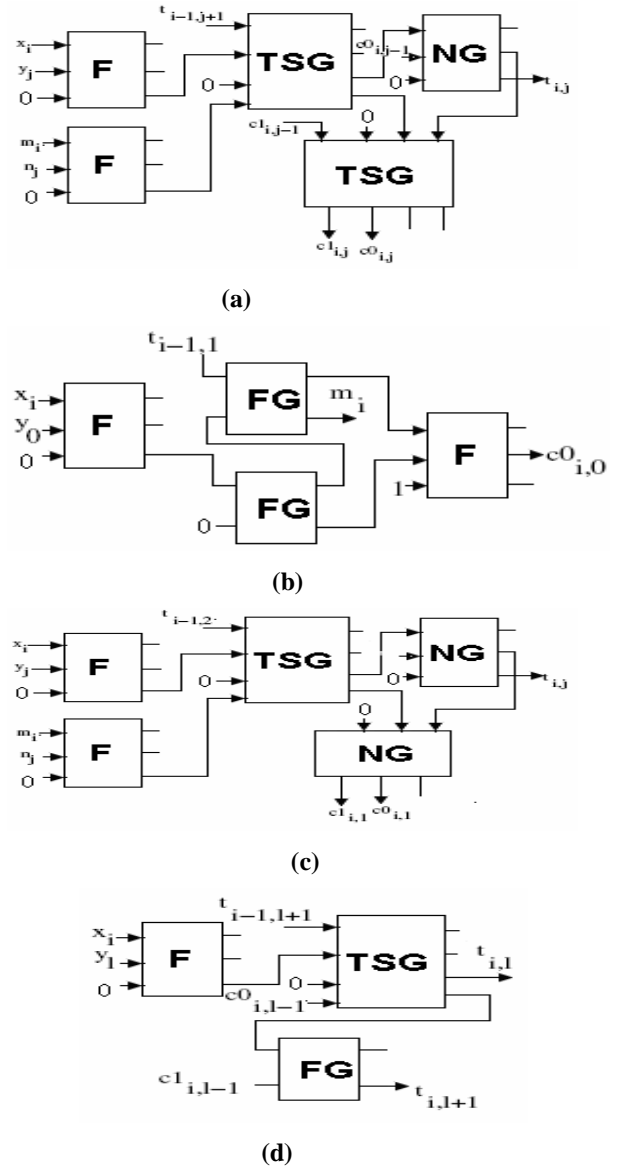 t i−1,j+1
x i
y j
0
F
TSG
0
c0 i,j−1
0
NG
t i,j
m i
n j
0
F
c1 i,j−1
0
TSG
c1 i,j
c0 i,j
(a)
t i−1,1
x i
y 0
0
F
FG
m i
0
FG
1
F
c0 i,0
(b)
t i−1,2
x i
y j
0
F
TSG
0
0
NG
t i,j
m i
n j
0
F
0
NG
c1 i,1
c0 i,1
(c)
t i−1,l+1
x i
y l
0
F
c0 i,l−1
0
TSG
t i,l
c1 i,l−1
FG
t i,l+1
(d)